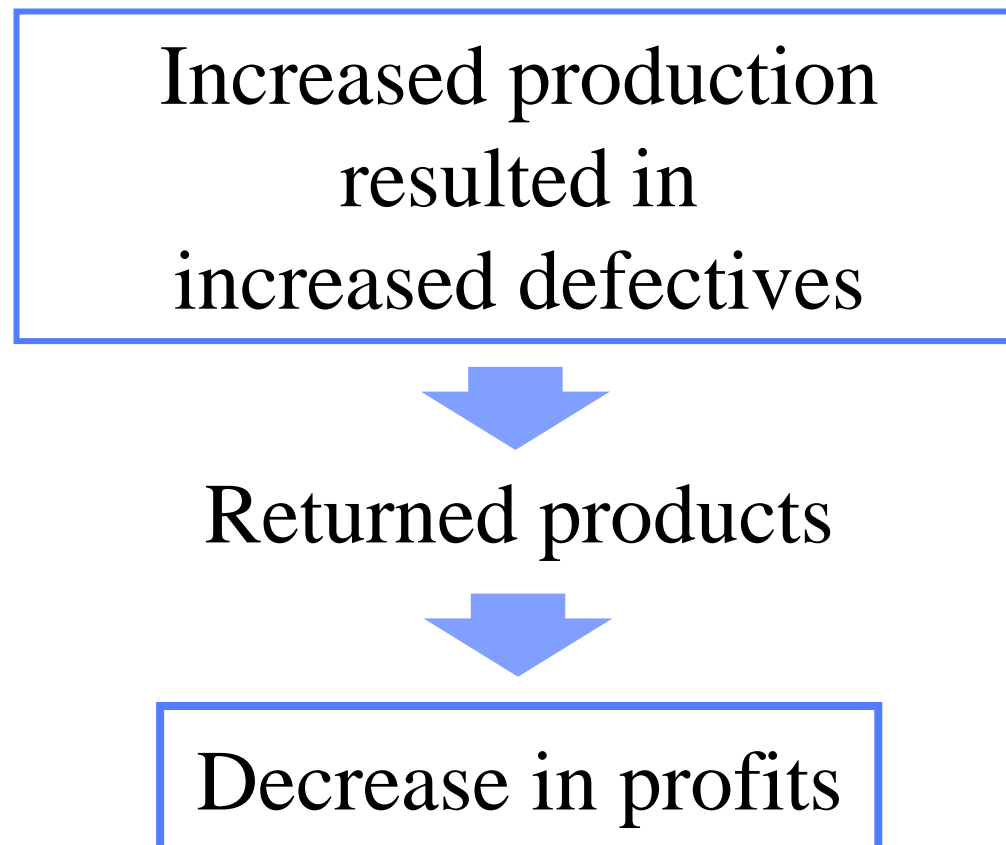 Increased production
resulted in
increased defectives
Returned products
Decrease in profits